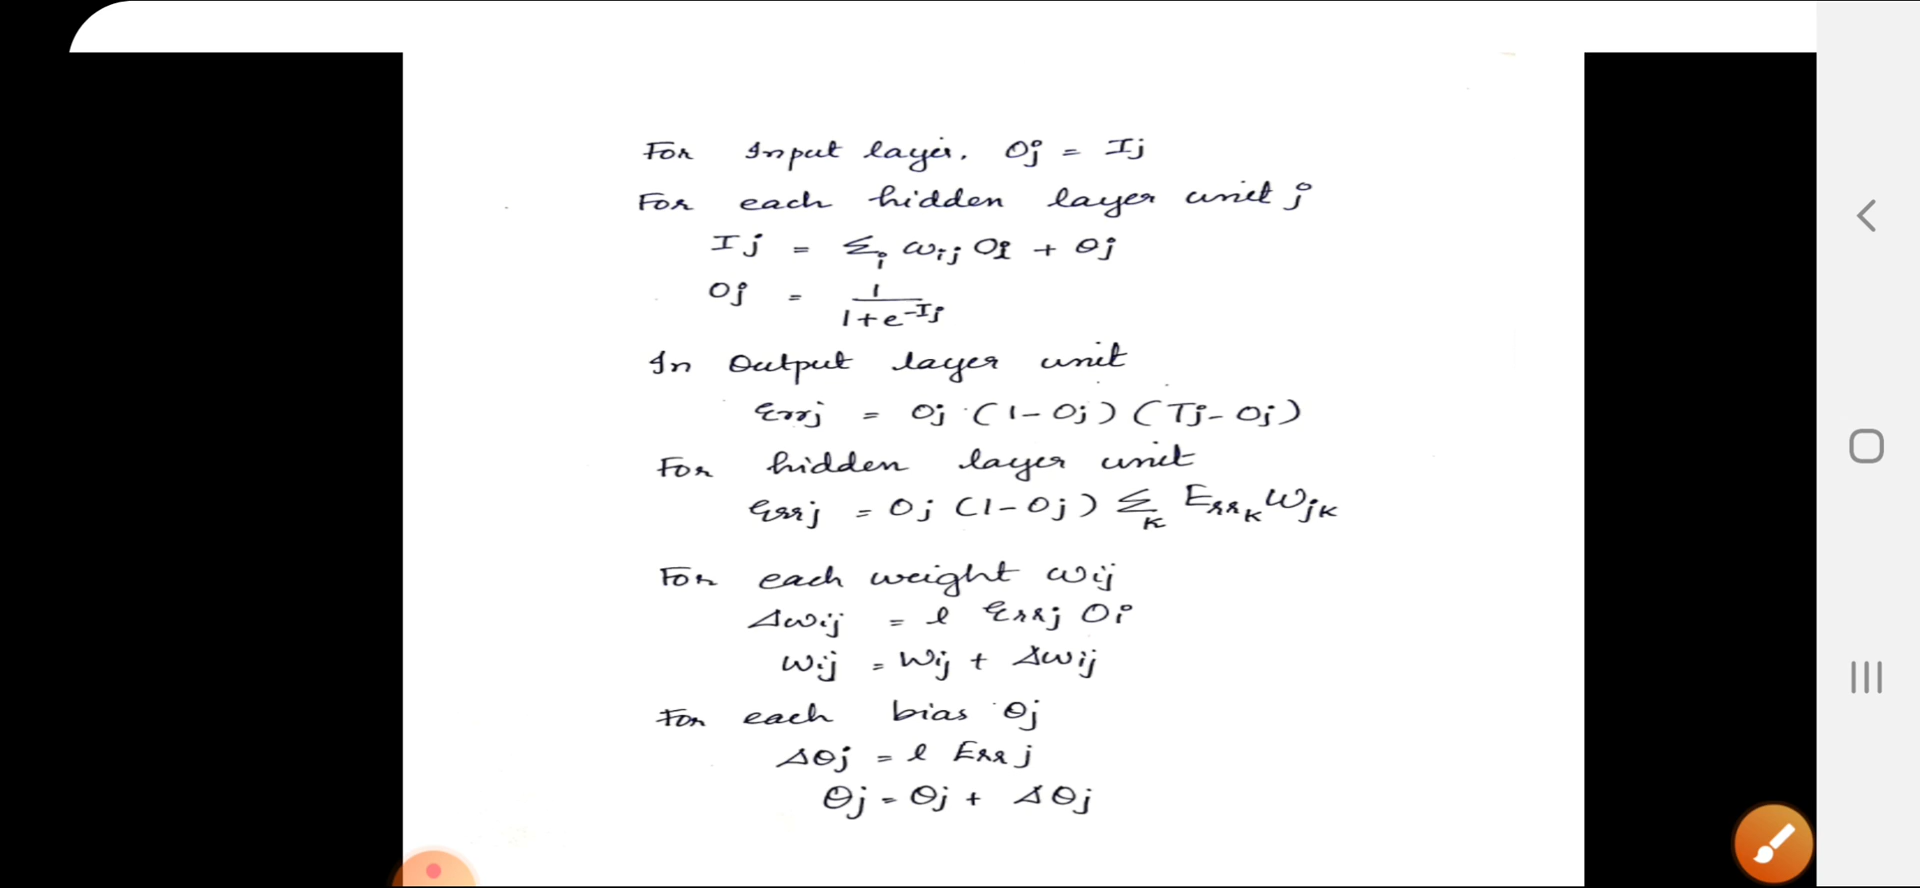 For Input layer. Oj = Ij
For each hidden layer unit j
Ij = Σi wij Oi + θj
Oj = 1 / 1+e^-Ij
In Output layer unit
Errj = Oj (1-Oj) (Tj-Oj)
For hidden layer unit
Errj = Oj (1-Oj) Σk Errk Wjk
For each weight wij
Δwij = l Errj Oi
wij = wij + Δwij
For each bias θj
Δθj = l Err j
θj = θj + Δθj